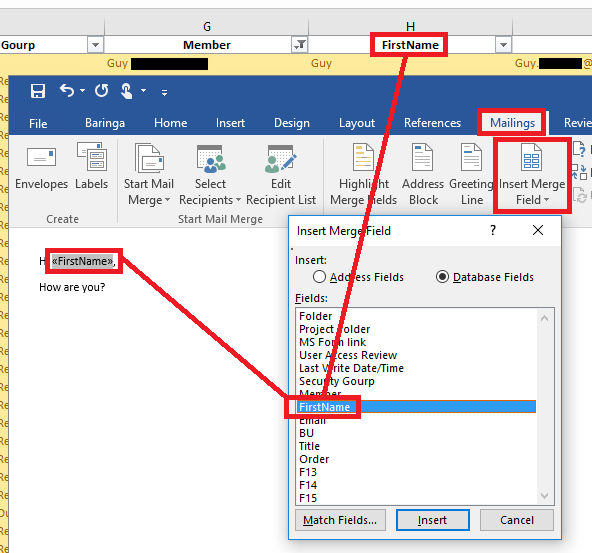 G H
Gourp Member FirstName
Guy Guy Guy. @
File Baringa Home Insert Design Layout References Mailings Revie
Envelopes Labels Start Mail Merge Select Recipients Edit Recipient List Highlight Merge Fields Address Block Greeting Line Insert Merge Field
Create Start Mail Merge
Insert Merge Field ? ×
Insert:
Address Fields Database Fields
Fields:
Folder
Project Folder
MS Form link
User Access Review
Last Write Date/Time
Security Gourp
Member
FirstName
Email
BU
Title
Order
F13
F14
F15
Match Fields... Insert Cancel
Hi «FirstName»,
How are you?